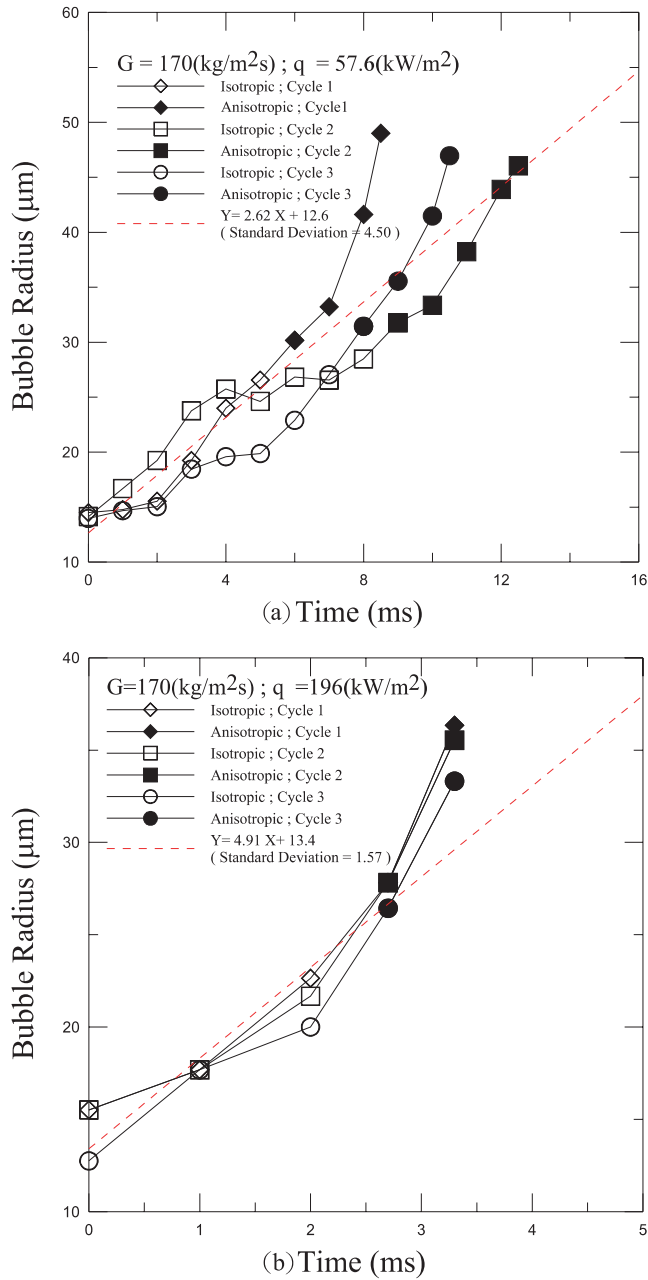 60
50
40
30
20
10
Bubble Radius (μm)
G = 170(kg/m2s) ; q = 57.6(kW/m2)
Isotropic ; Cycle 1
Anisotropic ; Cycle1
Isotropic ; Cycle 2
Anisotropic ; Cycle 2
Isotropic ; Cycle 3
Anisotropic ; Cycle 3
Y= 2.62 X + 12.6
( Standard Deviation = 4.50 )
0 4 8 12 16
(a) Time (ms)
40
30
20
10
Bubble Radius (μm)
G=170(kg/m2s) ; q =196(kW/m2)
Isotropic ; Cycle 1
Anisotropic ; Cycle 1
Isotropic ; Cycle 2
Anisotropic ; Cycle 2
Isotropic ; Cycle 3
Anisotropic ; Cycle 3
Y= 4.91 X+ 13.4
( Standard Deviation = 1.57 )
0 1 2 3 4 5
(b) Time (ms)